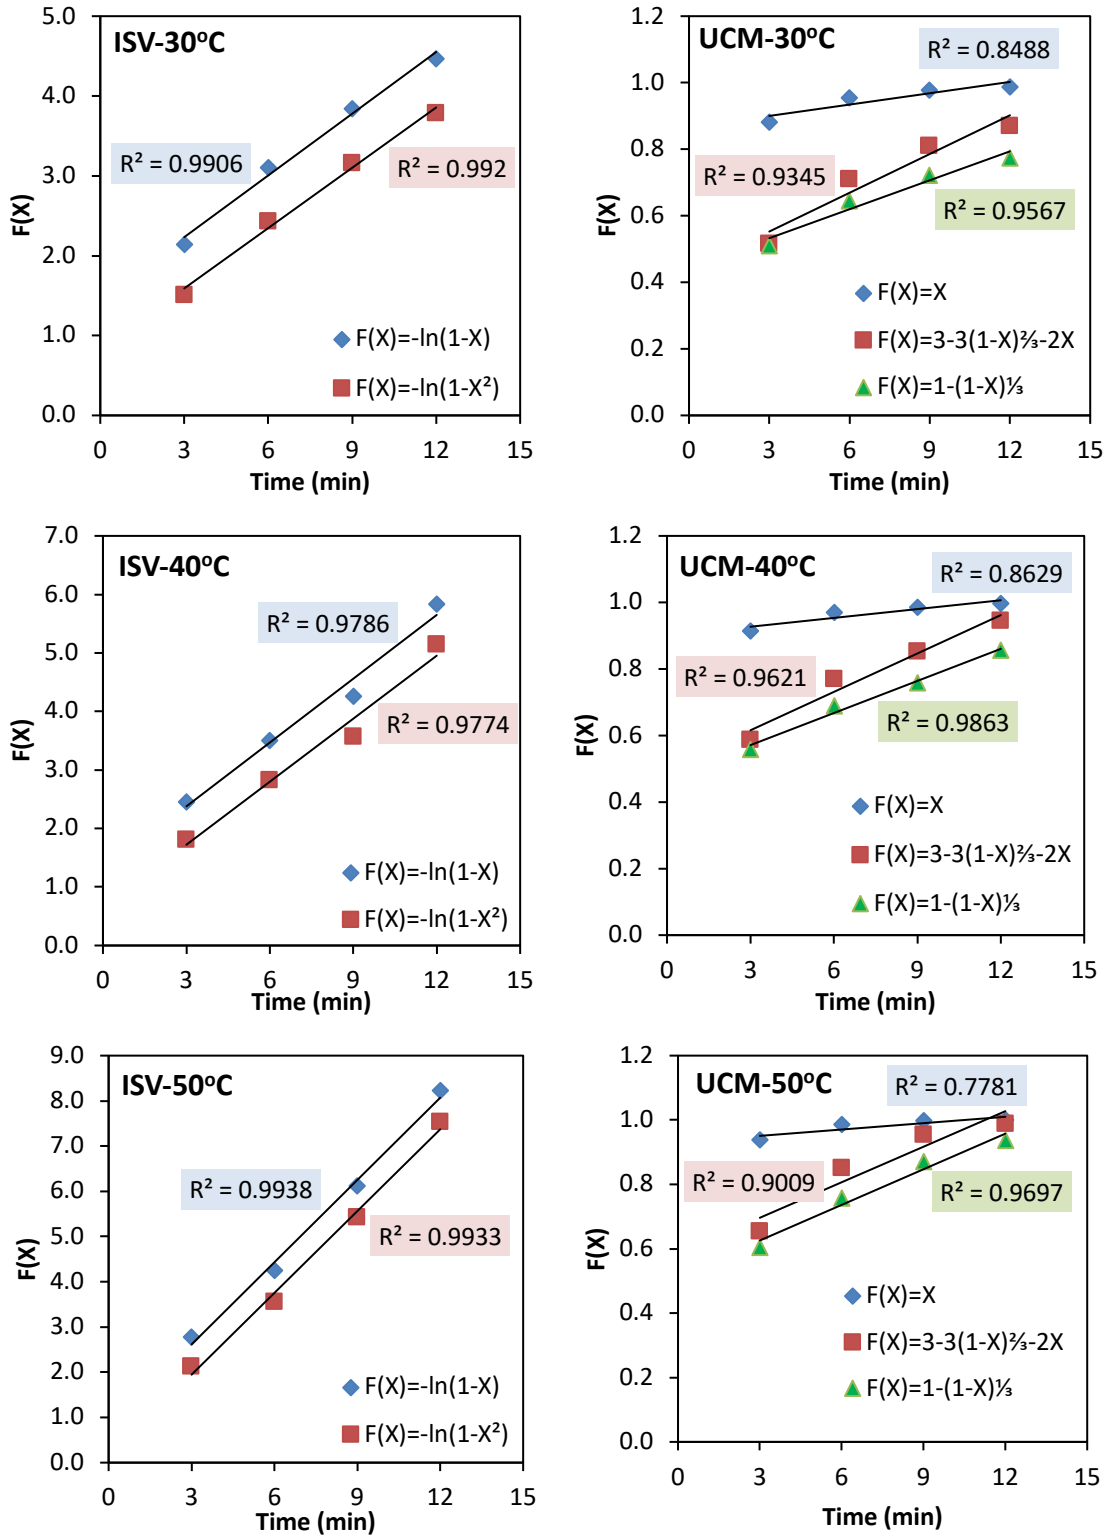 ISV-30ºC
5.0
4.0
3.0
2.0
1.0
0.0
F(X)
R² = 0.9906
R² = 0.992
F(X)=-ln(1-X)
F(X)=-ln(1-X²)
0 3 6 9 12 15
Time (min)
UCM-30ºC
1.2
1.0
0.8
0.6
0.4
0.2
0.0
F(X)
R² = 0.8488
R² = 0.9345
R² = 0.9567
F(X)=X
F(X)=3-3(1-X)⅔-2X
F(X)=1-(1-X)⅓
0 3 6 9 12 15
Time (min)
ISV-40ºC
7.0
6.0
5.0
4.0
3.0
2.0
1.0
0.0
F(X)
R² = 0.9786
R² = 0.9774
F(X)=-ln(1-X)
F(X)=-ln(1-X²)
0 3 6 9 12 15
Time (min)
UCM-40ºC
1.2
1.0
0.8
0.6
0.4
0.2
0.0
F(X)
R² = 0.8629
R² = 0.9621
R² = 0.9863
F(X)=X
F(X)=3-3(1-X)⅔-2X
F(X)=1-(1-X)⅓
0 3 6 9 12 15
Time (min)
ISV-50ºC
9.0
8.0
7.0
6.0
5.0
4.0
3.0
2.0
1.0
0.0
F(X)
R² = 0.9938
R² = 0.9933
F(X)=-ln(1-X)
F(X)=-ln(1-X²)
0 3 6 9 12 15
Time (min)
UCM-50ºC
1.2
1.0
0.8
0.6
0.4
0.2
0.0
F(X)
R² = 0.7781
R² = 0.9009
R² = 0.9697
F(X)=X
F(X)=3-3(1-X)⅔-2X
F(X)=1-(1-X)⅓
0 3 6 9 12 15
Time (min)